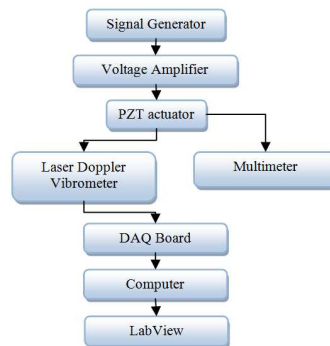 Signal Generator
Voltage Amplifier
PZT actuator
Laser Doppler
Vibrometer
Multimeter
DAQ Board
Computer
LabView